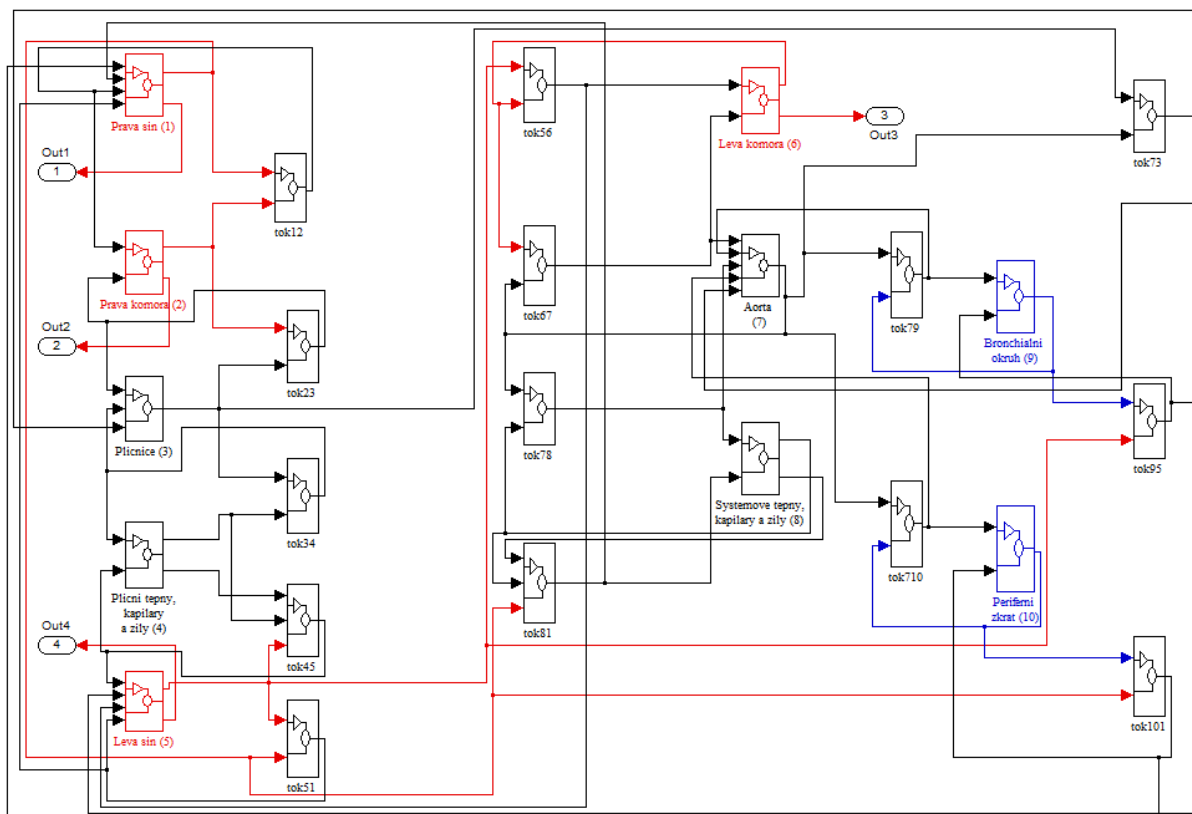 Prava sin (1)
Out1
1
tok12
Prava komora (2)
Out2
2
tok23
Plicnice (3)
tok34
Plicni tepny,
kapilary
a zily (4)
Out4
4
tok45
Leva sin (5)
tok51
tok56
Leva komora (6)
3
Out3
tok73
tok67
Aorta
(7)
tok79
Bronchialni
okruh (9)
tok78
tok95
Systemove tepny,
kapilary a zily (8)
tok710
Periferni
zkrat (10)
tok81
tok101